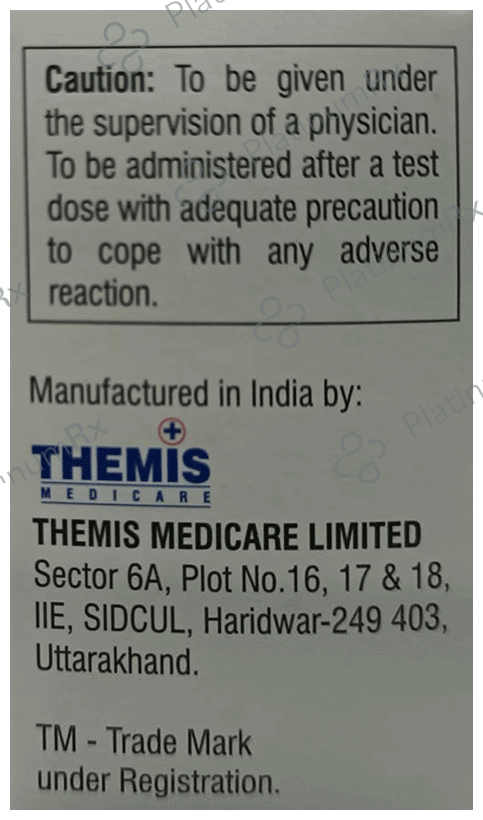 Caution: To be given under
the supervision of a physician.
To be administered after a test
dose with adequate precaution
to cope with any adverse
reaction.
Manufactured in India by:
THEMIS
MEDICARE
THEMIS MEDICARE LIMITED
Sector 6A, Plot No.16, 17 & 18,
IIE, SIDCUL, Haridwar-249 403,
Uttarakhand.
TM - Trade Mark
under Registration.
PlatinumRx